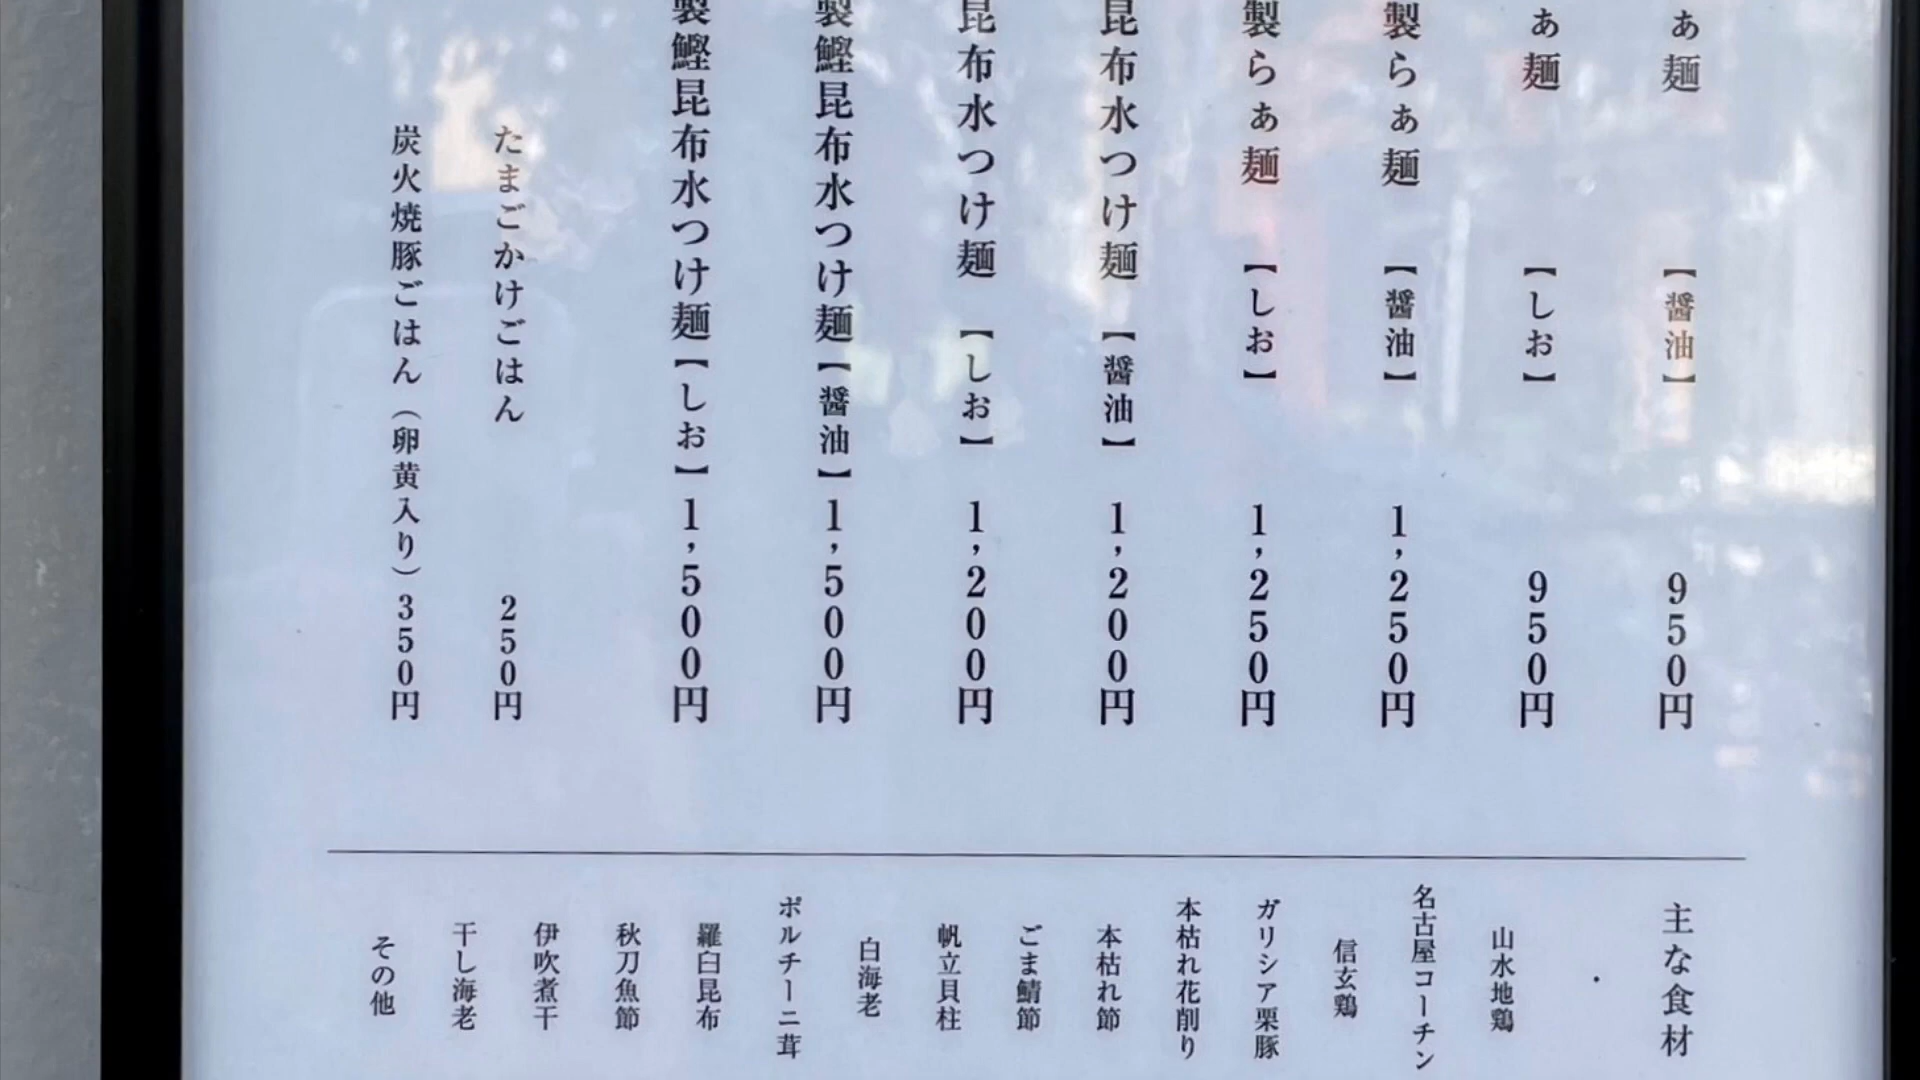 ぁ麺 【醤油】 950円
ぁ麺 【しお】 950円
製らぁ麺 【醤油】 1,250円
製らぁ麺 【しお】 1,250円
昆布水つけ麺 【醤油】 1,200円
昆布水つけ麺 【しお】 1,200円
製鰹昆布水つけ麺【醤油】1,500円
製鰹昆布水つけ麺【しお】1,500円
たまごかけごはん 250円
炭火焼豚ごはん(卵黄入り)350円
主な食材
・
山水地鶏
名古屋コーチン
信玄鶏
ガリシア栗豚
本枯れ花削り
本枯れ節
ごま鯖節
帆立貝柱
白海老
ポルチーニ茸
羅臼昆布
秋刀魚節
伊吹煮干
干し海老
その他